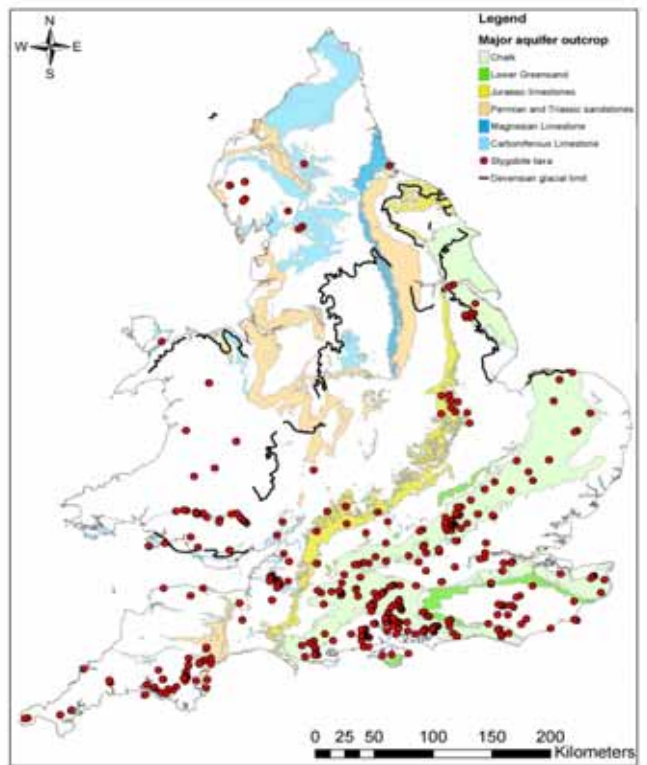 N
W E
S
Legend
Major aquifer outcrop
Chalk
Lower Greensand
Jurassic limestones
Permian and Triassic sandstones
Magnesian Limestone
Carboniferous Limestone
Stygobite taxa
Devensian glacial limit
0 25 50 100 150 200
Kilometers